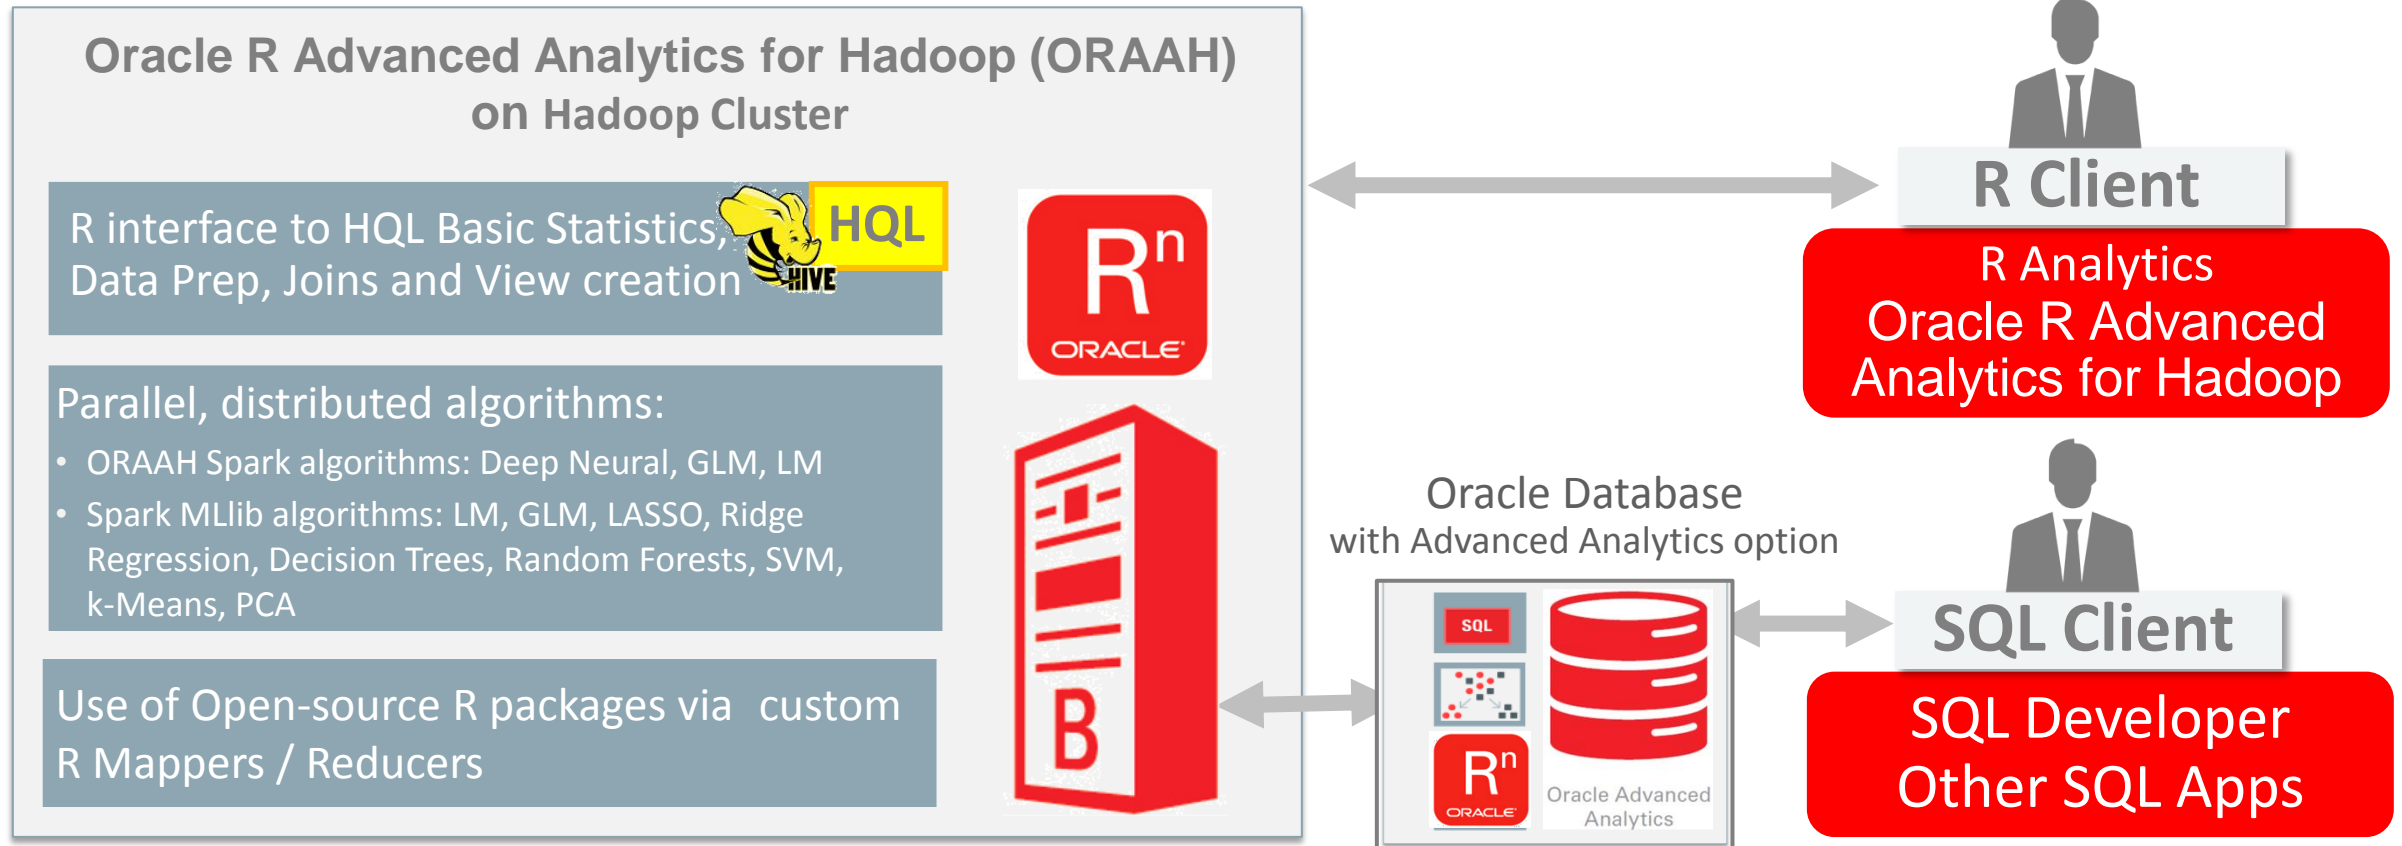 Oracle R Advanced Analytics for Hadoop (ORAAH)
on Hadoop Cluster
R interface to HQL Basic Statistics,
Data Prep, Joins and View creation
HIVE
HQL
Rn
ORACLE
Parallel, distributed algorithms:
• ORAAH Spark algorithms: Deep Neural, GLM, LM
• Spark MLlib algorithms: LM, GLM, LASSO, Ridge
Regression, Decision Trees, Random Forests, SVM,
k-Means, PCA
Use of Open-source R packages via custom
R Mappers / Reducers
B
R Client
R Analytics
Oracle R Advanced
Analytics for Hadoop
Oracle Database
with Advanced Analytics option
SQL
Rn
ORACLE
Oracle Advanced
Analytics
SQL Client
SQL Developer
Other SQL Apps